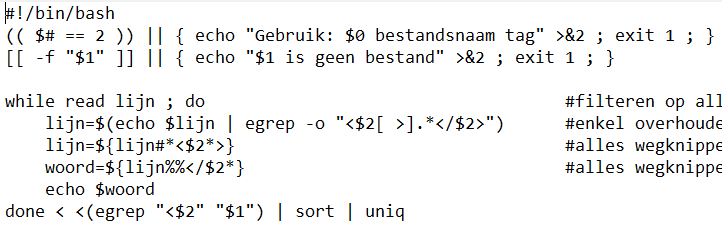 #!/bin/bash
(( $# == 2 )) || { echo "Gebruik: $0 bestandsnaam tag" >&2 ; exit 1 ; }
[[ -f "$1" ]] || { echo "$1 is geen bestand" >&2 ; exit 1 ; }

while read lijn ; do #filteren op all
    lijn=$(echo $lijn | egrep -o "<$2[ >].*</$2>") #enkel overhoude
    lijn=${lijn#*<$2*>} #alles wegknippe
    woord=${lijn%%</$2*} #alles wegknippe
    echo $woord
done < <(egrep "<$2" "$1") | sort | uniq